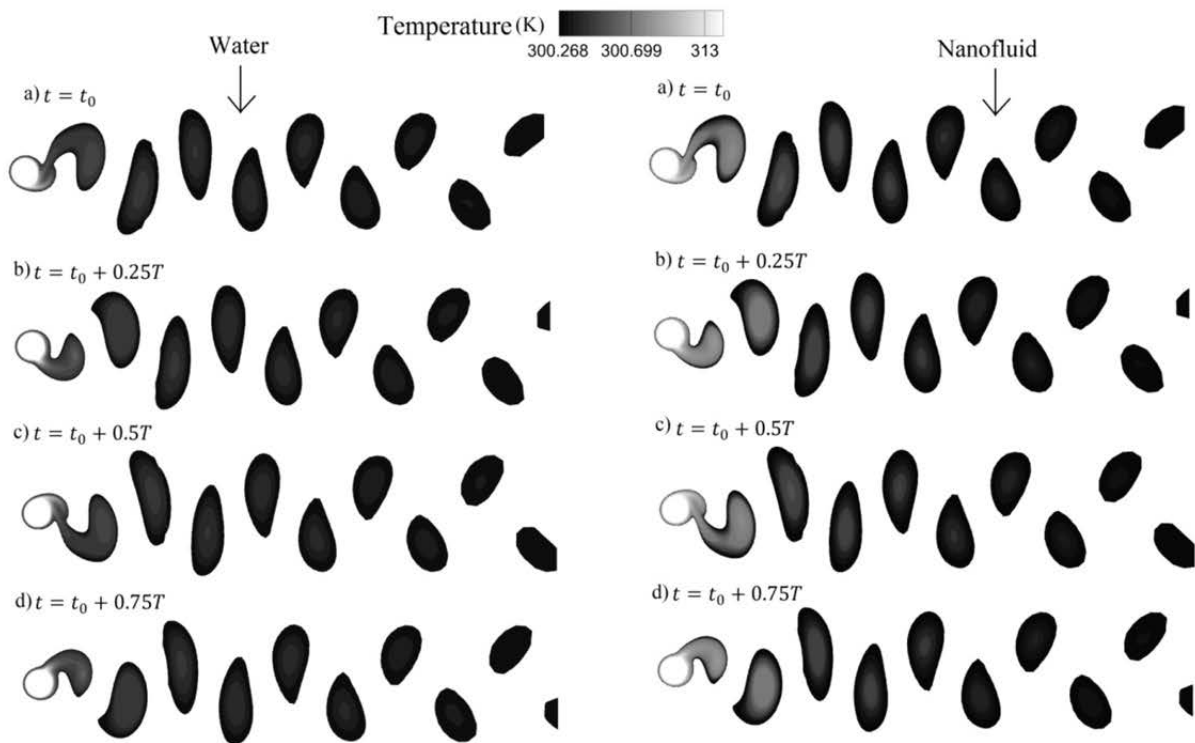 Temperature (K)
300.268 300.699 313
Water
Nanofluid
a) t = t₀
a) t = t₀
b) t = t₀ + 0.25T
b) t = t₀ + 0.25T
c) t = t₀ + 0.5T
c) t = t₀ + 0.5T
d) t = t₀ + 0.75T
d) t = t₀ + 0.75T